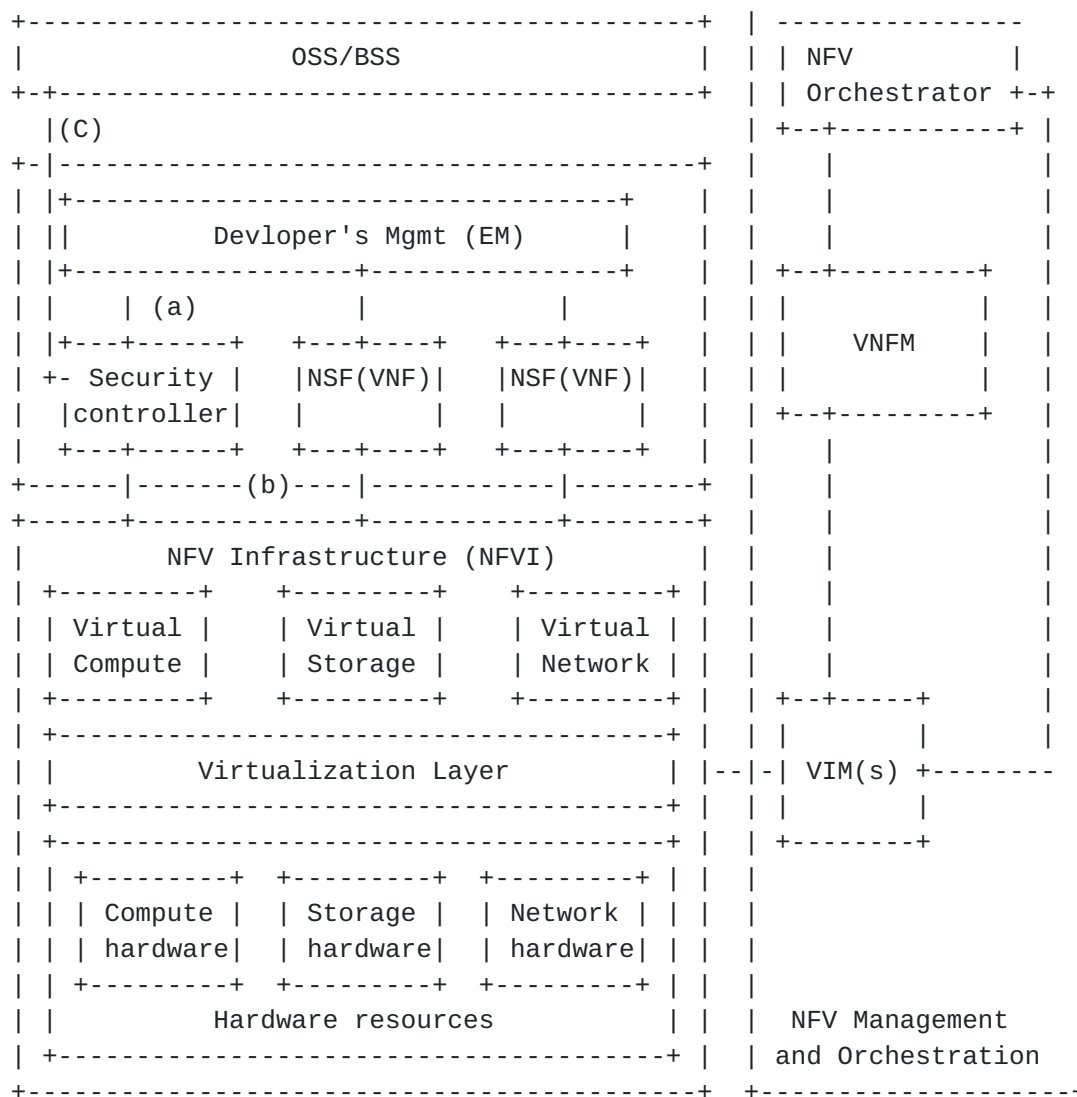 OSS/BSS NFV
Orchestrator
(C)
Devloper's Mgmt (EM)
(a)
VNFM
Security NSF(VNF) NSF(VNF)
controller
(b)
NFV Infrastructure (NFVI)
Virtual Virtual Virtual
Compute Storage Network
Virtualization Layer VIM(s)
Compute Storage Network
hardware hardware hardware
Hardware resources NFV Management
and Orchestration